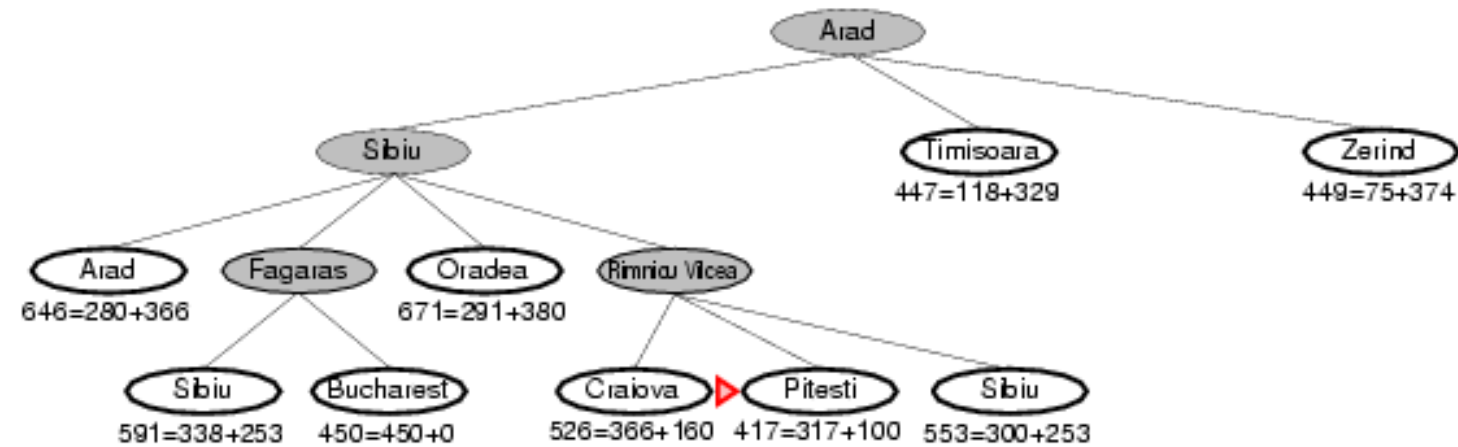 Arad
Sibiu
Timisoara
Zerind
447=118+329
449=75+374
Arad
Fagaras
Oradea
Rimnicu Vilcea
646=280+366
671=291+380
Sibiu
Bucharest
Craiova
Pitesti
Sibiu
591=338+253
450=450+0
526=366+160
417=317+100
553=300+253